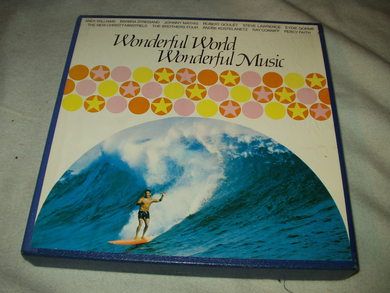 ANDY WILLIAMS BARBRA STREISAND JOHNNY MATHIS ROBERT GOULET STEVE LAWRENCE EYDIE GORME
THE NEW CHRISTY MINSTRELS THE BROTHERS FOUR ANDRE KOSTELANETZ RAY CONNIFF PERCY FAITH
Wonderful World
Wonderful Music